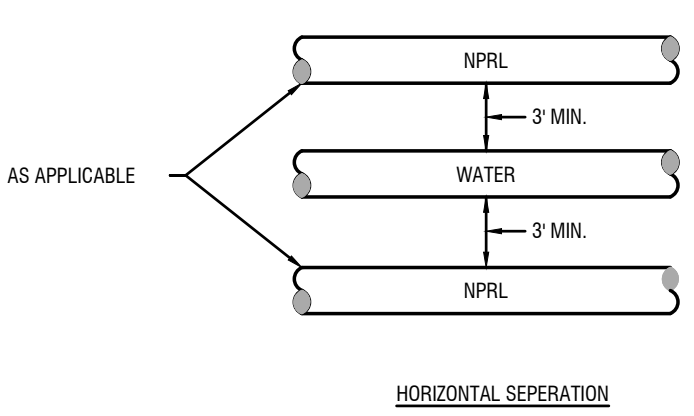 NPRL
3' MIN.
AS APPLICABLE
WATER
3' MIN.
NPRL
HORIZONTAL SEPERATION